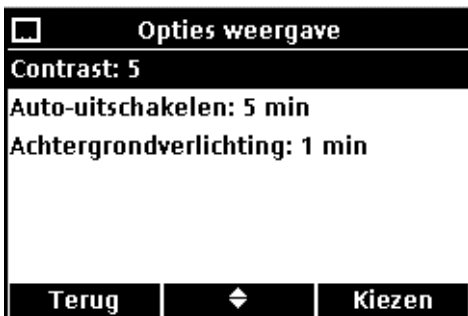 Opties weergave
Contrast: 5
Auto-uitschakelen: 5 min
Achtergrondverlichting: 1 min
Terug Kiezen